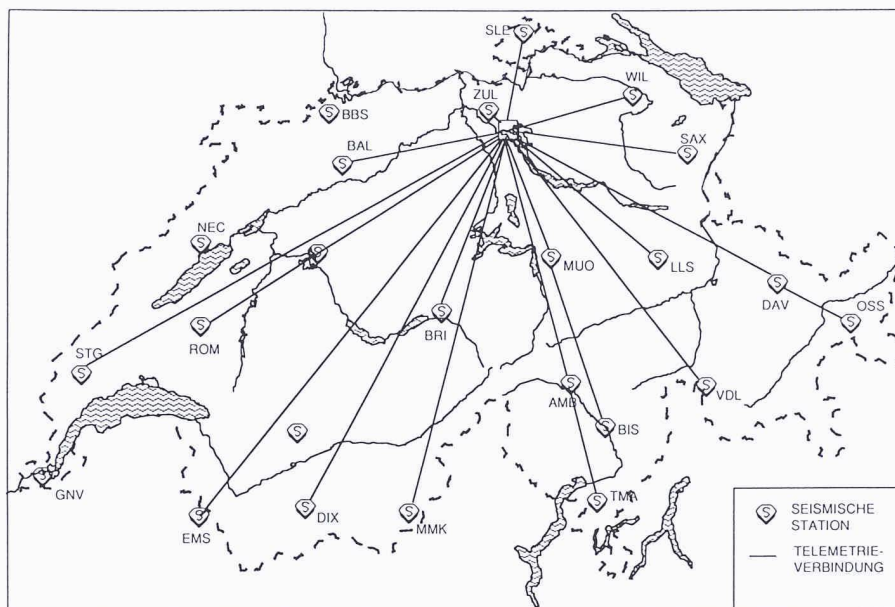 SLE
WIL
ZUL
BBS
SAX
BAL
NEC
MUO
LLS
DAV
OSS
BRI
ROM
STG
AMB
VDL
BIS
GNV
TMA
EMS
DIX
MMK
S SEISMISCHE
STATION
TELEMETRIE-
VERBINDUNG